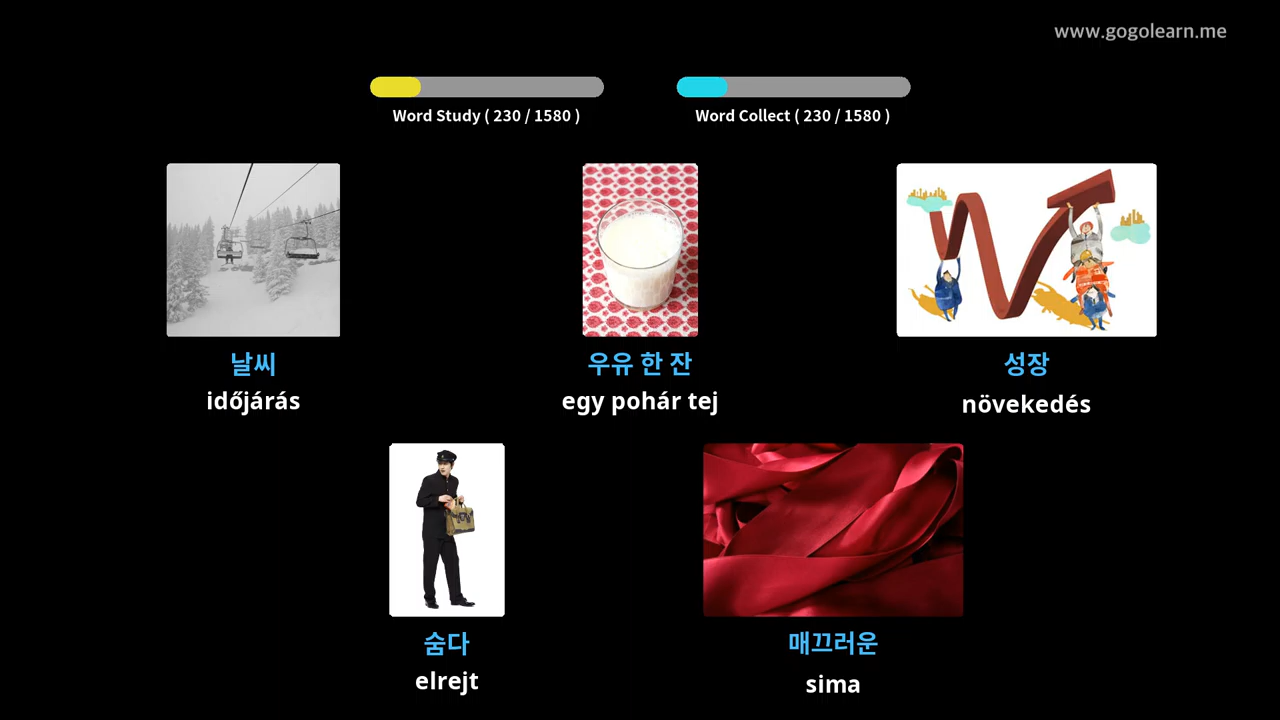 www.gogolearn.me
Word Study ( 230 / 1580 )
Word Collect ( 230 / 1580 )
날씨
időjárás
우유 한 잔
egy pohár tej
성장
növekedés
숨다
elrejt
매끄러운
sima